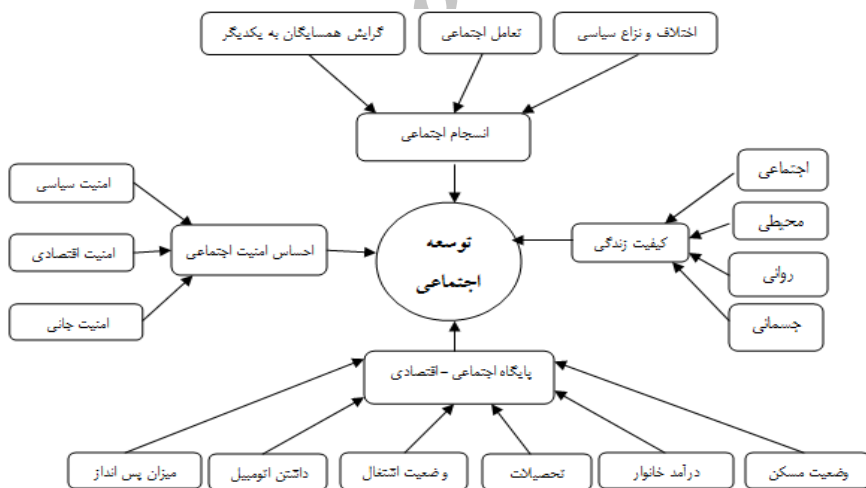 اختلاف و نزاع سیاسی
تعامل اجتماعی
گرایش همسایگان به یکدیگر
انسجام اجتماعی
اجتماعی
محیطی
روانی
جسمانی
کیفیت زندگی
توسعه
اجتماعی
احساس امنیت اجتماعی
امنیت سیاسی
امنیت اقتصادی
امنیت جانی
پایگاه اجتماعی - اقتصادی
وضعیت مسکن
درآمد خانوار
تحصیلات
وضعیت اشتغال
داشتن اتومبیل
میزان پس انداز